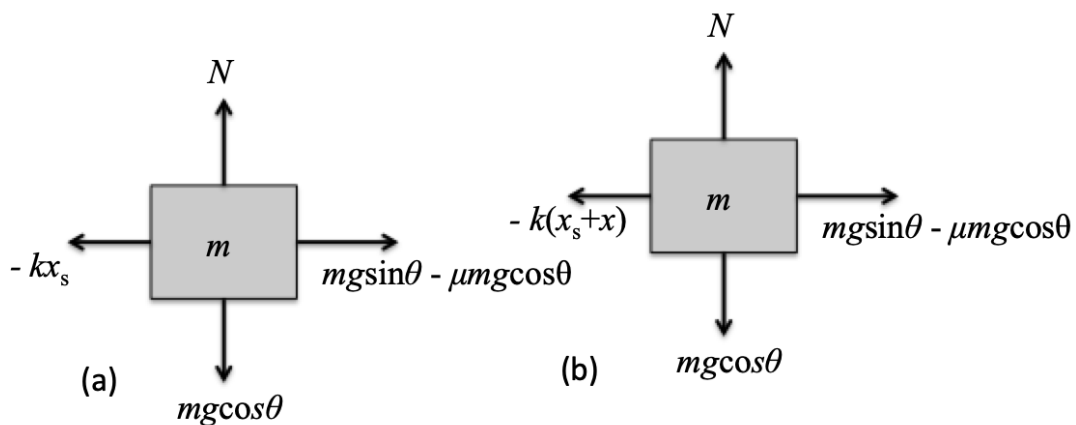 N
m
- kxₛ
mgsinθ - μmgcosθ
mgcosθ
(a)
N
m
- k(xₛ+x)
mgsinθ - μmgcosθ
mgcosθ
(b)